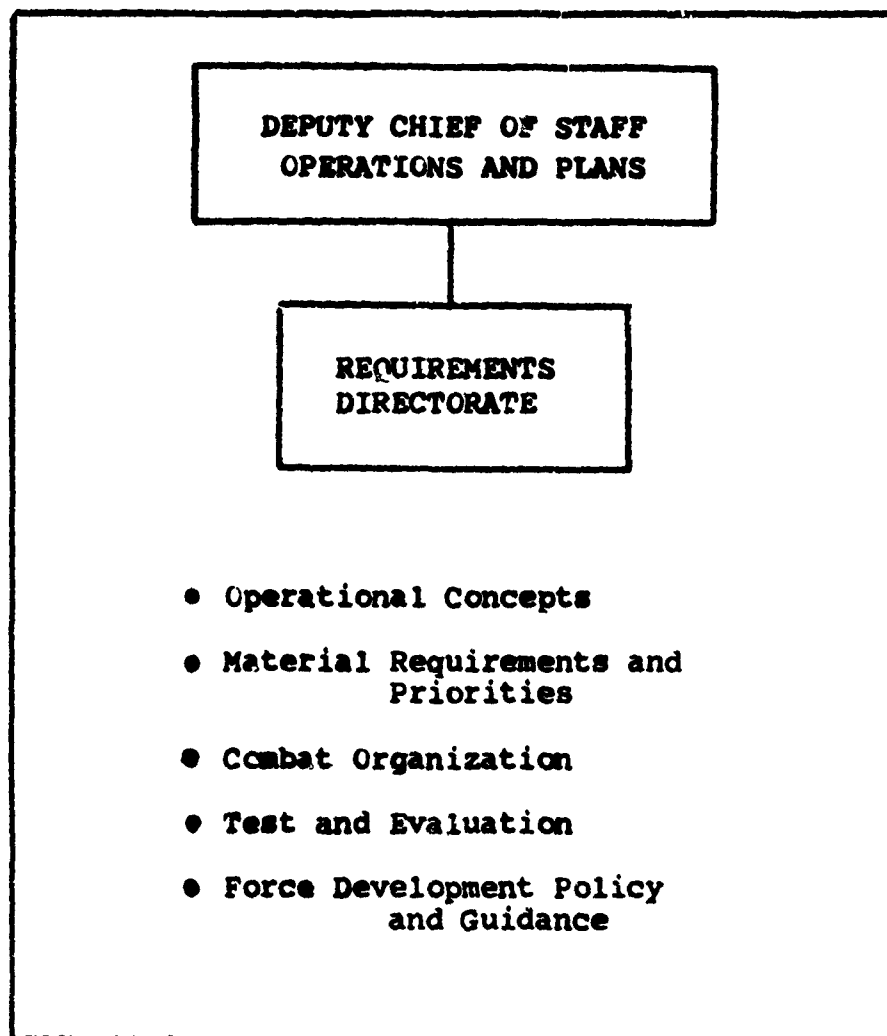 DEPUTY CHIEF OF STAFF
OPERATIONS AND PLANS
REQUIREMENTS
DIRECTORATE
• Operational Concepts
• Material Requirements and
Priorities
• Combat Organization
• Test and Evaluation
• Force Development Policy
and Guidance